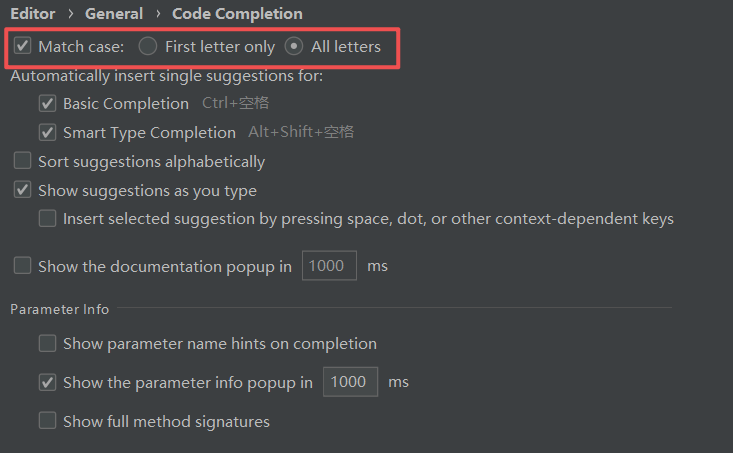 Editor › General › Code Completion
Match case: First letter only All letters
Automatically insert single suggestions for:
Basic Completion Ctrl+空格
Smart Type Completion Alt+Shift+空格
Sort suggestions alphabetically
Show suggestions as you type
Insert selected suggestion by pressing space, dot, or other context-dependent keys
Show the documentation popup in 1000 ms
Parameter Info
Show parameter name hints on completion
Show the parameter info popup in 1000 ms
Show full method signatures